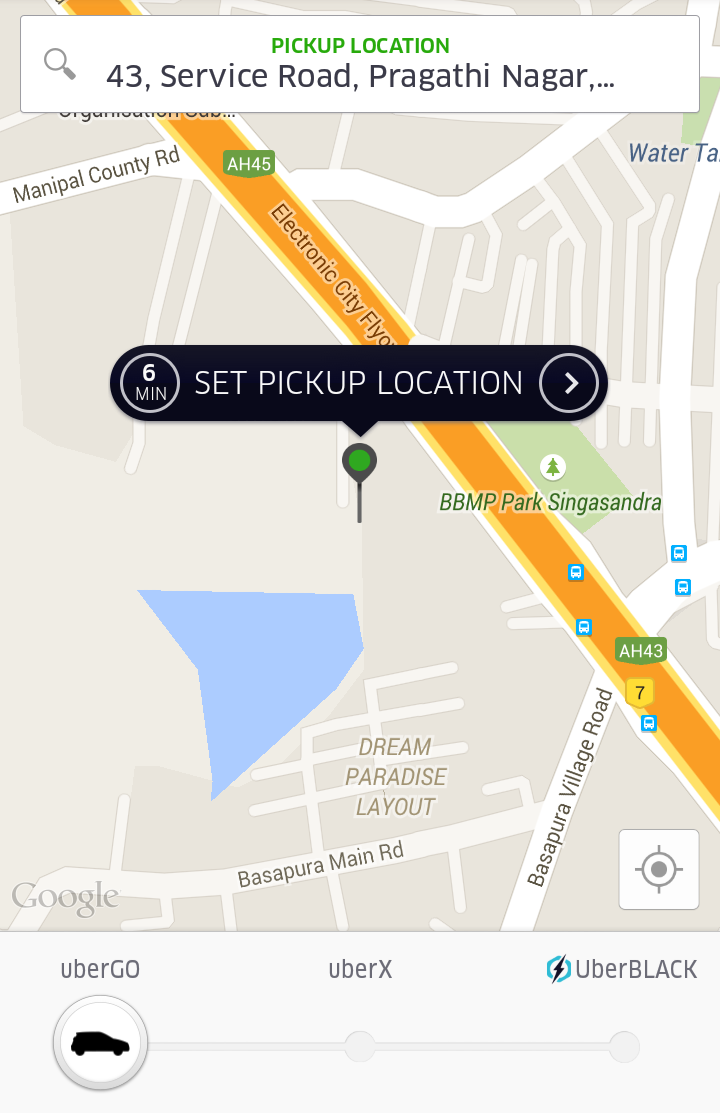 PICKUP LOCATION
43, Service Road, Pragathi Nagar,...
Manipal County Rd
AH45
Water Ta
Electronic City Flyo
6
MIN
SET PICKUP LOCATION
BBMP Park Singasandra
AH43
7
Basapura Village Road
DREAM
PARADISE
LAYOUT
Basapura Main Rd
Google
uberGO
uberX
UberBLACK